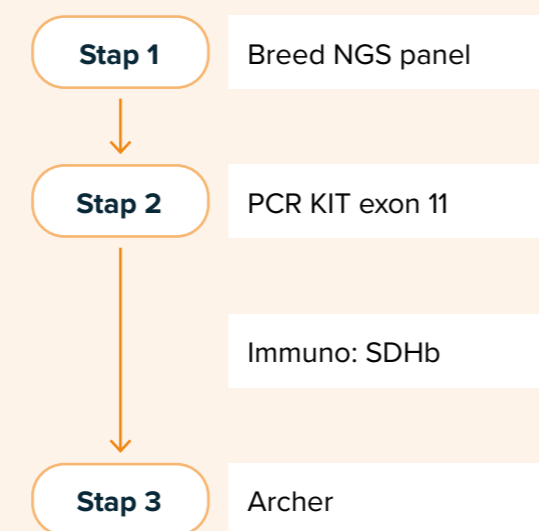 Stap 1
Breed NGS panel
Stap 2
PCR KIT exon 11
Immuno: SDHb
Stap 3
Archer